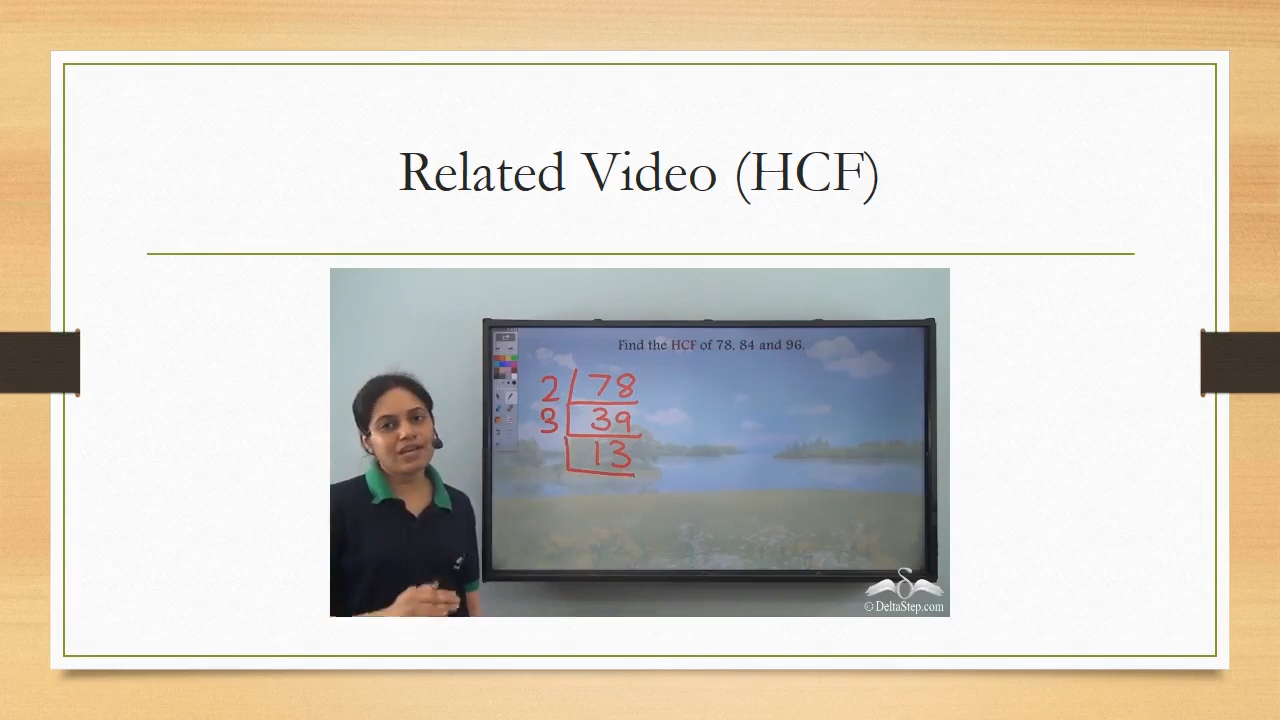 Related Video (HCF)
Find the HCF of 78, 84 and 96.
2 78
3 39
13
© DeltaStep.com